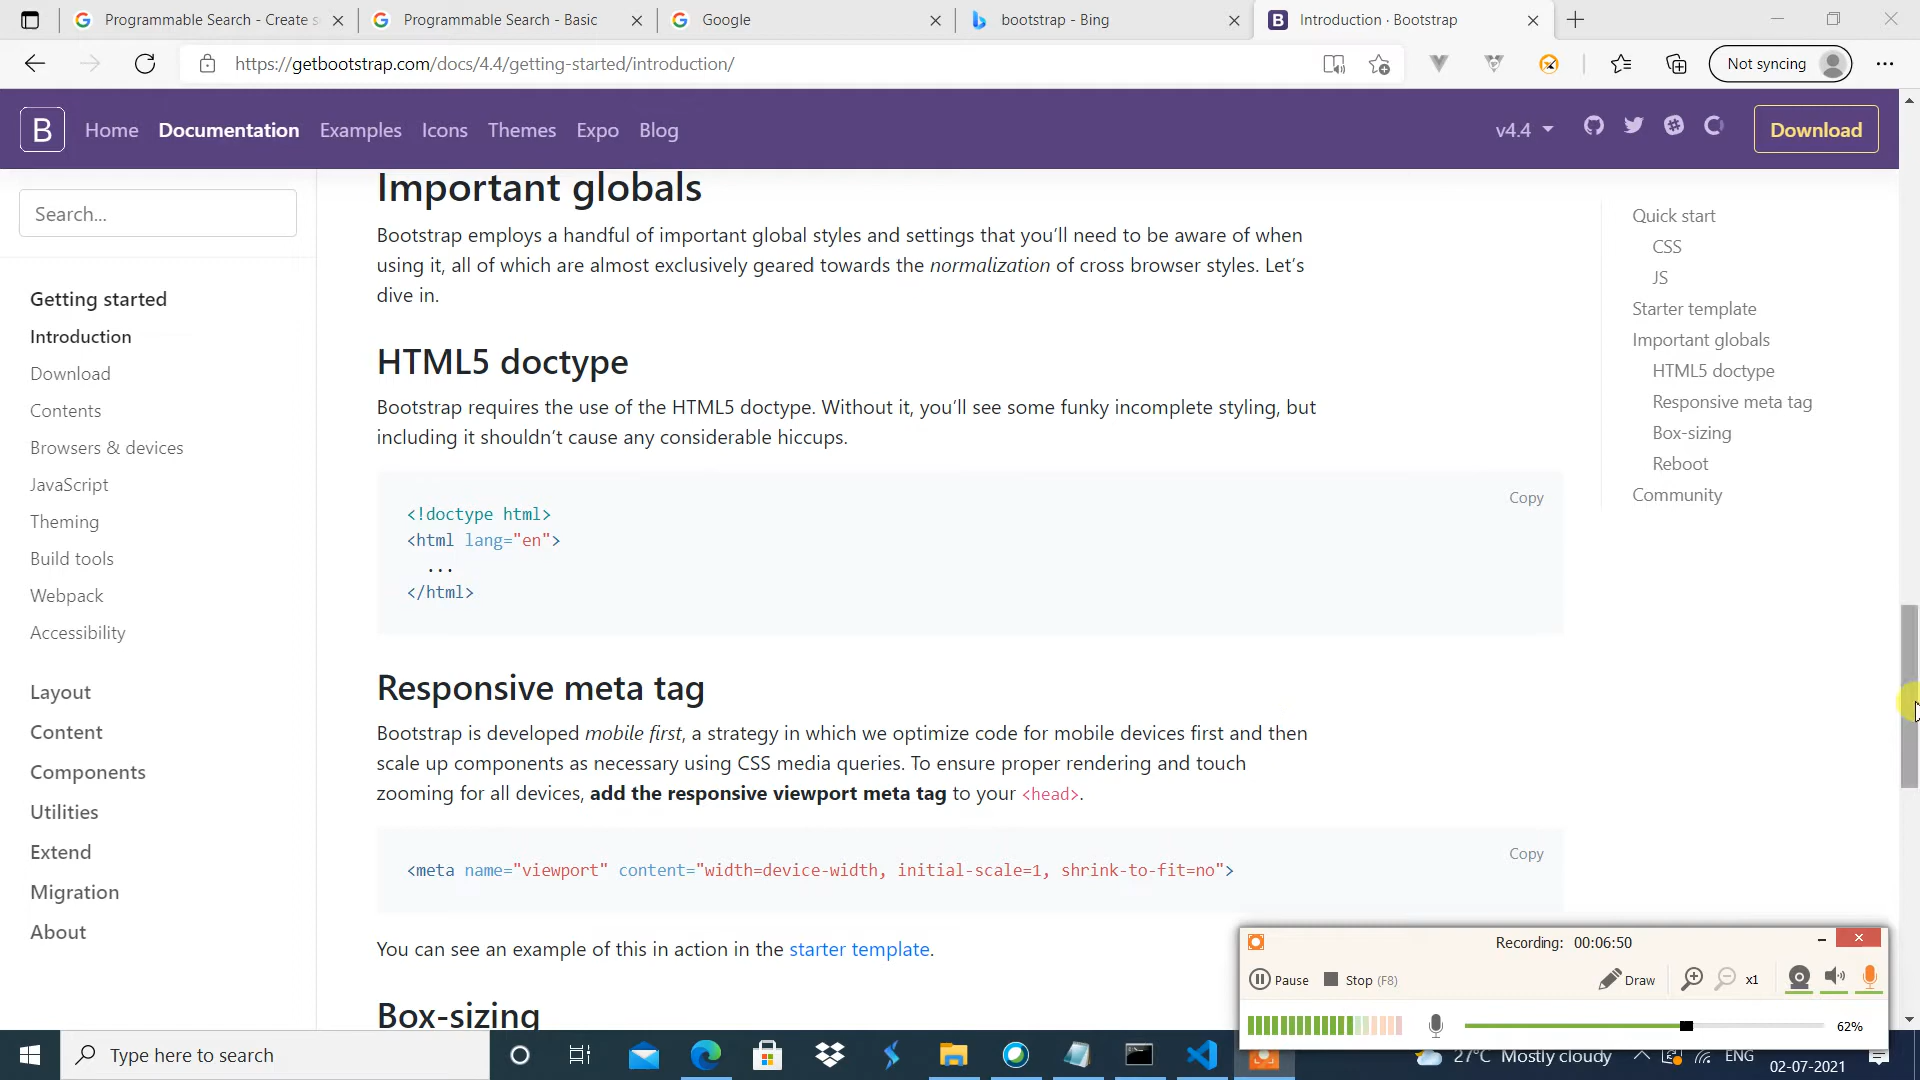 Programmable Search - Create s
Programmable Search - Basic
Google
bootstrap - Bing
Introduction · Bootstrap
https://getbootstrap.com/docs/4.4/getting-started/introduction/
Not syncing
B
Home
Documentation
Examples
Icons
Themes
Expo
Blog
v4.4
Download
Search...
Getting started
Introduction
Download
Contents
Browsers & devices
JavaScript
Theming
Build tools
Webpack
Accessibility
Layout
Content
Components
Utilities
Extend
Migration
About
Important globals
Bootstrap employs a handful of important global styles and settings that you’ll need to be aware of when
using it, all of which are almost exclusively geared towards the normalization of cross browser styles. Let’s
dive in.
HTML5 doctype
Bootstrap requires the use of the HTML5 doctype. Without it, you’ll see some funky incomplete styling, but
including it shouldn’t cause any considerable hiccups.
Copy
<!doctype html>
<html lang="en">
...
</html>
Responsive meta tag
Bootstrap is developed mobile first, a strategy in which we optimize code for mobile devices first and then
scale up components as necessary using CSS media queries. To ensure proper rendering and touch
zooming for all devices, add the responsive viewport meta tag to your <head>.
Copy
<meta name="viewport" content="width=device-width, initial-scale=1, shrink-to-fit=no">
You can see an example of this in action in the starter template.
Box-sizing
Quick start
CSS
JS
Starter template
Important globals
HTML5 doctype
Responsive meta tag
Box-sizing
Reboot
Community
Recording: 00:06:50
Pause
Stop (F8)
Draw
x1
62%
Type here to search
27°C Mostly cloudy
ENG
02-07-2021